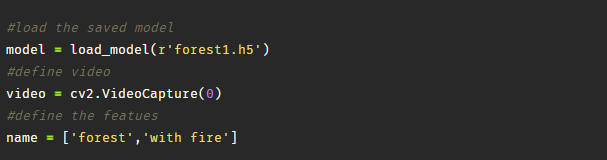 #load the saved model
model = load_model(r'forest1.h5')
#define video
video = cv2.VideoCapture(0)
#define the featues
name = ['forest','with fire']